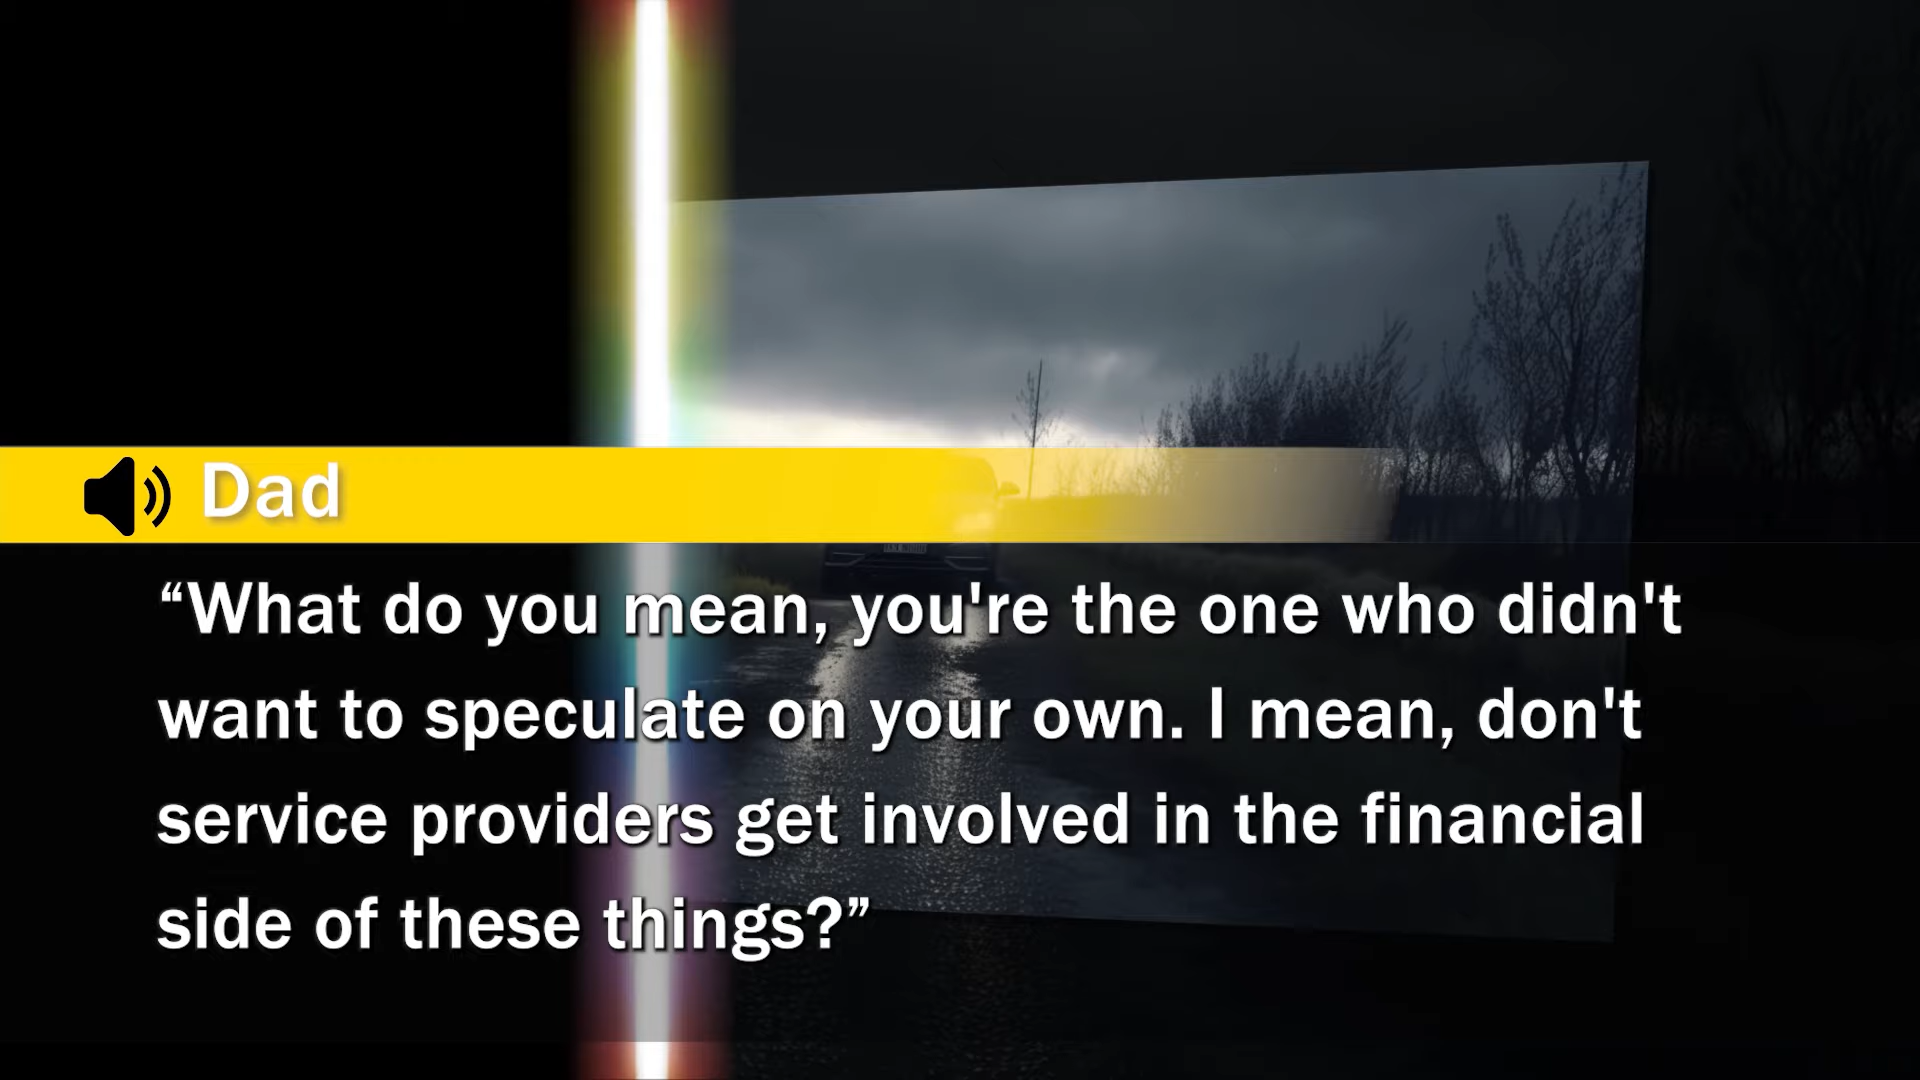 Dad
“What do you mean, you're the one who didn't
want to speculate on your own. I mean, don't
service providers get involved in the financial
side of these things?”